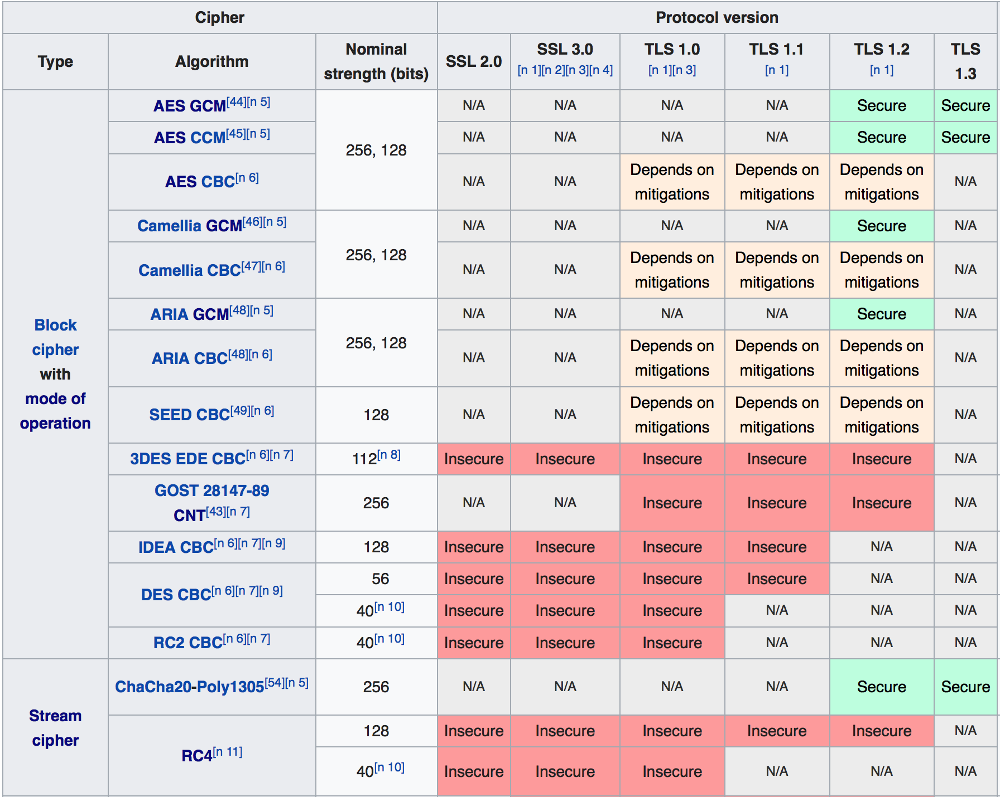 Cipher Protocol version
Type Algorithm Nominal strength (bits) SSL 2.0 SSL 3.0 [n 1][n 2][n 3][n 4] TLS 1.0 [n 1][n 3] TLS 1.1 [n 1] TLS 1.2 [n 1] TLS 1.3
Block cipher with mode of operation
AES GCM[44][n 5] 256, 128 N/A N/A N/A N/A Secure Secure
AES CCM[45][n 5] N/A N/A N/A N/A Secure Secure
AES CBC[n 6] N/A N/A Depends on mitigations Depends on mitigations Depends on mitigations N/A
Camellia GCM[46][n 5] 256, 128 N/A N/A N/A N/A Secure N/A
Camellia CBC[47][n 6] N/A N/A Depends on mitigations Depends on mitigations Depends on mitigations N/A
ARIA GCM[48][n 5] 256, 128 N/A N/A N/A N/A Secure N/A
ARIA CBC[48][n 6] N/A N/A Depends on mitigations Depends on mitigations Depends on mitigations N/A
SEED CBC[49][n 6] 128 N/A N/A Depends on mitigations Depends on mitigations Depends on mitigations N/A
3DES EDE CBC[n 6][n 7] 112[n 8] Insecure Insecure Insecure Insecure Insecure N/A
GOST 28147-89 CNT[43][n 7] 256 N/A N/A Insecure Insecure Insecure N/A
IDEA CBC[n 6][n 7][n 9] 128 Insecure Insecure Insecure Insecure N/A N/A
DES CBC[n 6][n 7][n 9] 56 Insecure Insecure Insecure Insecure N/A N/A
40[n 10] Insecure Insecure Insecure N/A N/A N/A
RC2 CBC[n 6][n 7] 40[n 10] Insecure Insecure Insecure N/A N/A N/A
Stream cipher
ChaCha20-Poly1305[54][n 5] 256 N/A N/A N/A N/A Secure Secure
RC4[n 11] 128 Insecure Insecure Insecure Insecure Insecure N/A
40[n 10] Insecure Insecure Insecure N/A N/A N/A